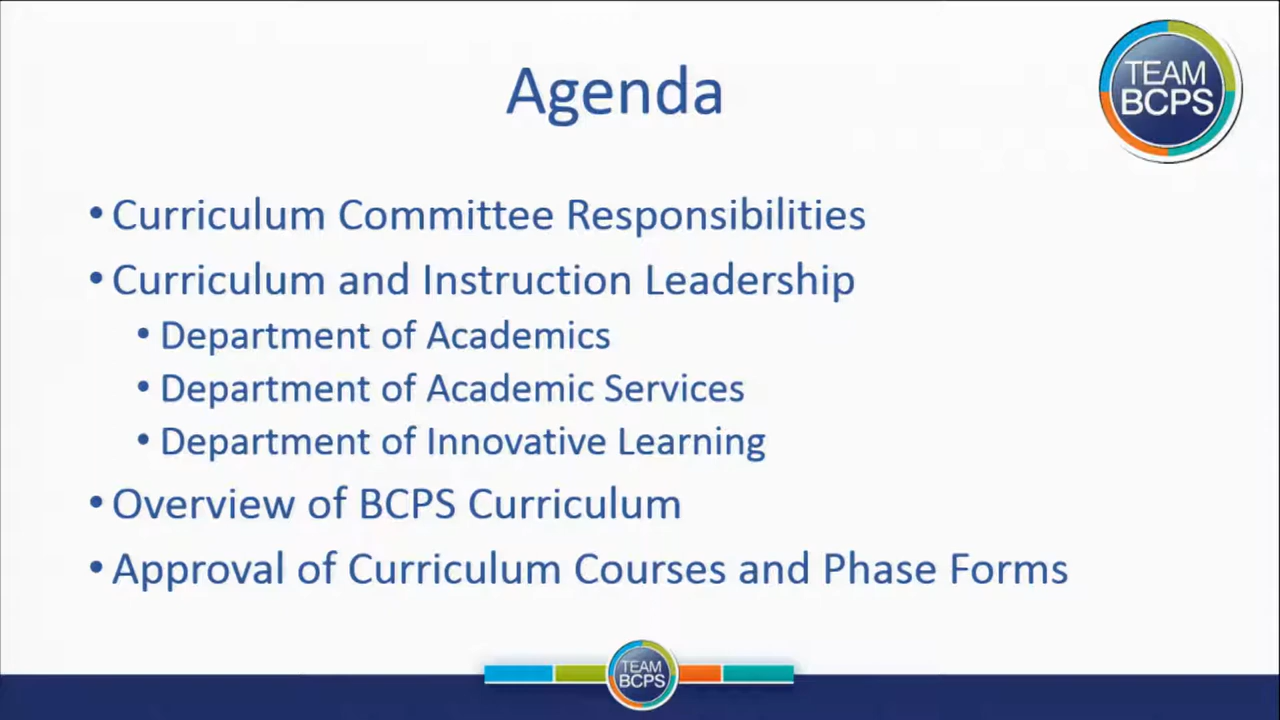 Agenda
TEAM
BCPS
• Curriculum Committee Responsibilities
• Curriculum and Instruction Leadership
• Department of Academics
• Department of Academic Services
• Department of Innovative Learning
• Overview of BCPS Curriculum
• Approval of Curriculum Courses and Phase Forms
TEAM
BCPS